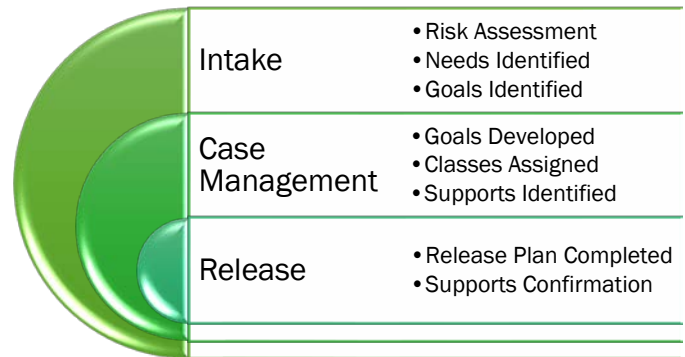 Intake
• Risk Assessment
• Needs Identified
• Goals Identified
Case
Management
• Goals Developed
• Classes Assigned
• Supports Identified
Release
• Release Plan Completed
• Supports Confirmation